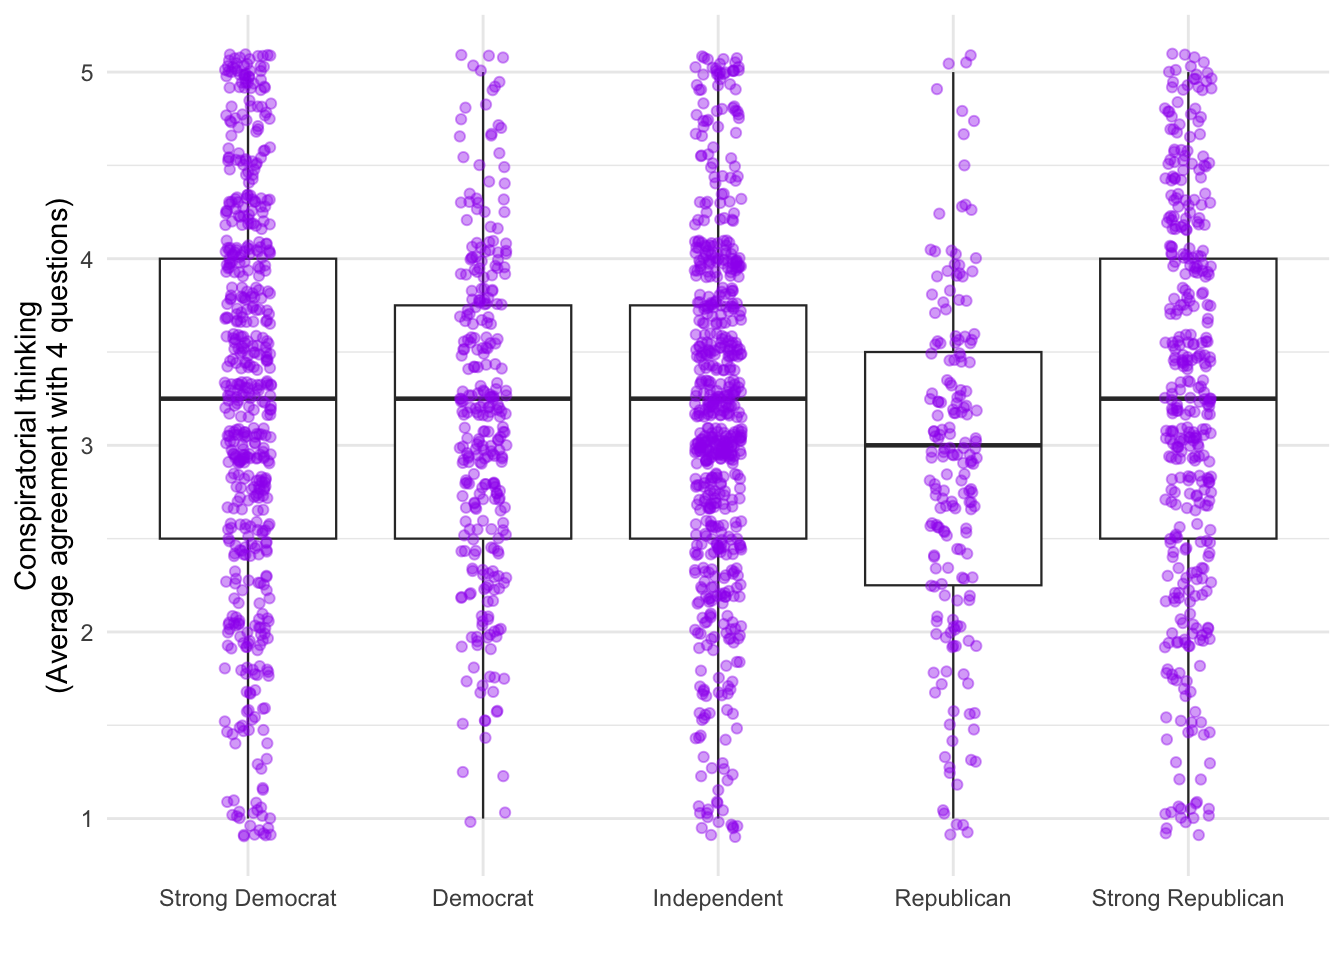 Conspiratorial thinking
(Average agreement with 4 questions)
5
4
3
2
1
Strong Democrat
Democrat
Independent
Republican
Strong Republican